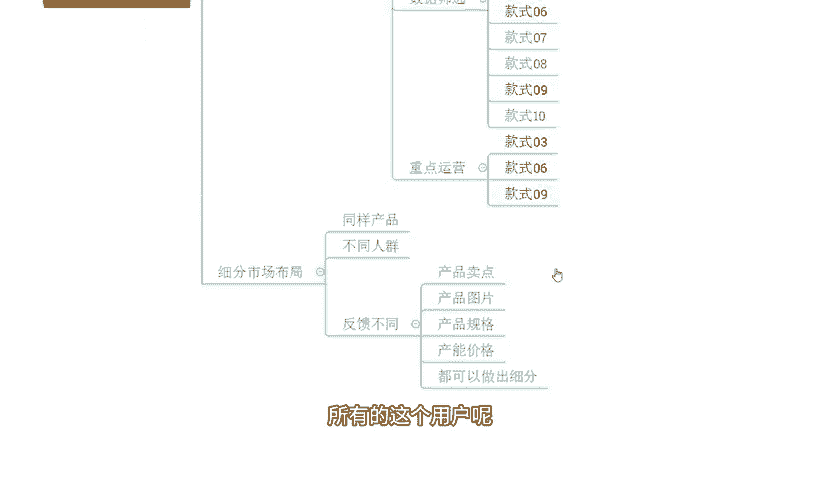 数据筛选
款式06
款式07
款式08
款式09
款式10
款式03
重点运营
款式06
款式09
同样产品
不同人群
细分市场布局
产品卖点
产品图片
反馈不同
产品规格
产能价格
都可以做出细分
所有的这个用户呢